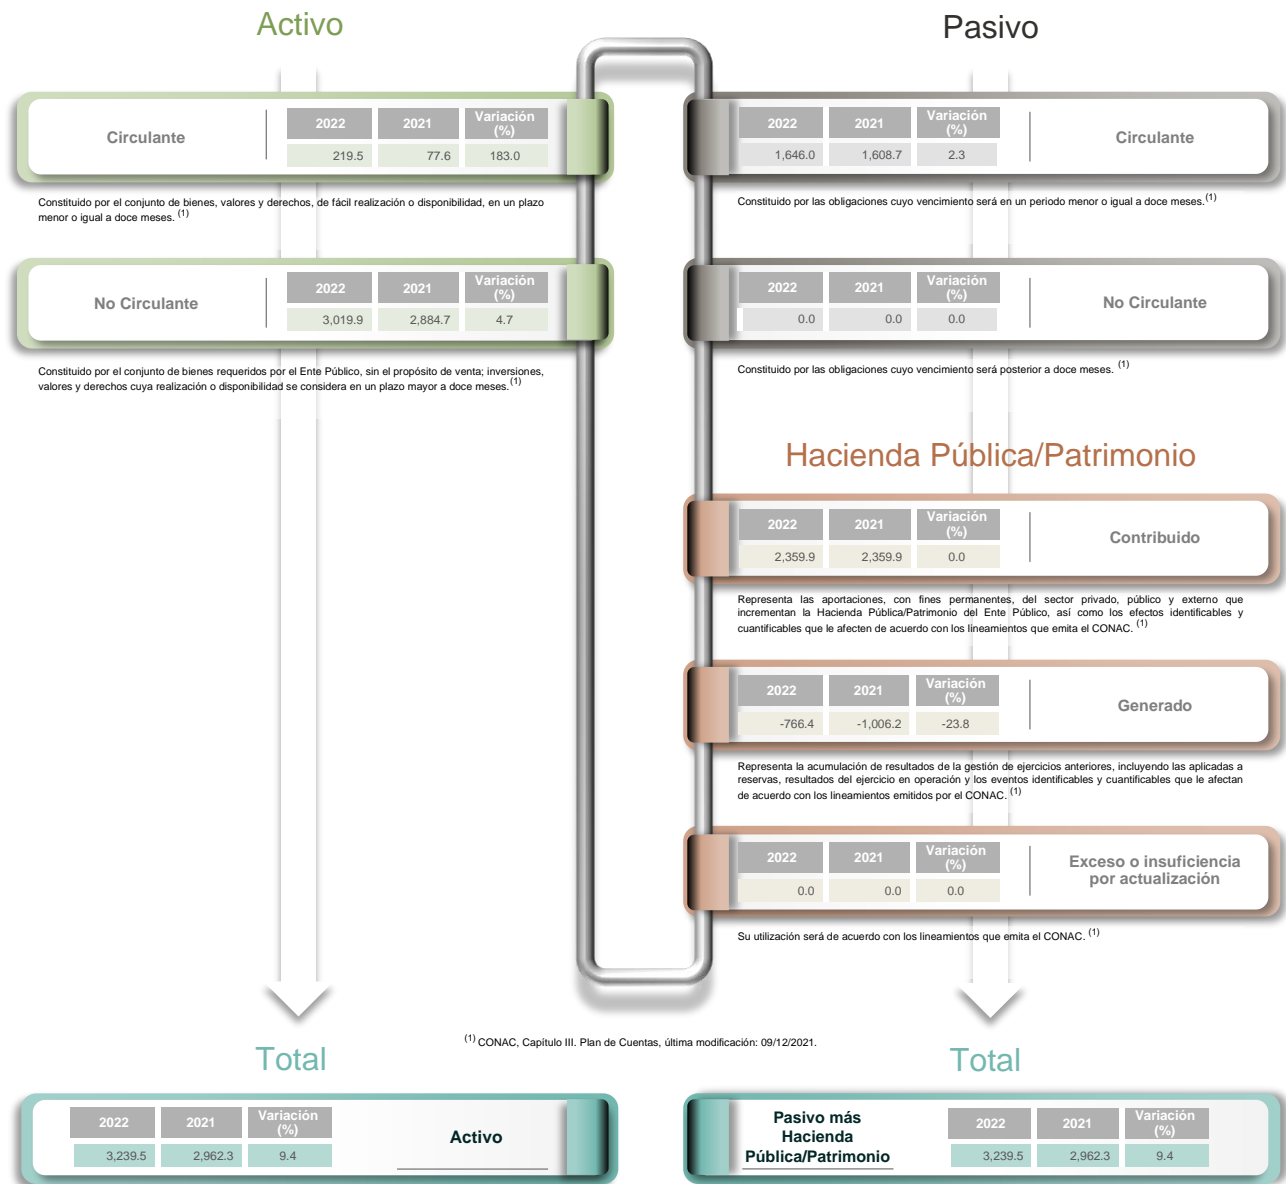 Activo
Circulante
2022 2021 Variación (%)
219.5 77.6 183.0
Constituido por el conjunto de bienes, valores y derechos, de fácil realización o disponibilidad, en un plazo
menor o igual a doce meses. (1)
No Circulante
2022 2021 Variación (%)
3,019.9 2,884.7 4.7
Constituido por el conjunto de bienes requeridos por el Ente Público, sin el propósito de venta; inversiones,
valores y derechos cuya realización o disponibilidad se considera en un plazo mayor a doce meses. (1)
Pasivo
2022 2021 Variación (%)
1,646.0 1,608.7 2.3
Circulante
Constituido por las obligaciones cuyo vencimiento será en un periodo menor o igual a doce meses. (1)
2022 2021 Variación (%)
0.0 0.0 0.0
No Circulante
Constituido por las obligaciones cuyo vencimiento será posterior a doce meses. (1)
Hacienda Pública/Patrimonio
2022 2021 Variación (%)
2,359.9 2,359.9 0.0
Contribuido
Representa las aportaciones, con fines permanentes, del sector privado, público y externo que
incrementan la Hacienda Pública/Patrimonio del Ente Público, así como los efectos identificables y
cuantificables que le afecten de acuerdo con los lineamientos que emita el CONAC. (1)
2022 2021 Variación (%)
-766.4 -1,006.2 -23.8
Generado
Representa la acumulación de resultados de la gestión de ejercicios anteriores, incluyendo las aplicadas a
reservas, resultados del ejercicio en operación y los eventos identificables y cuantificables que le afectan
de acuerdo con los lineamientos emitidos por el CONAC. (1)
2022 2021 Variación (%)
0.0 0.0 0.0
Exceso o insuficiencia
por actualización
Su utilización será de acuerdo con los lineamientos que emita el CONAC. (1)
(1) CONAC, Capítulo III. Plan de Cuentas, última modificación: 09/12/2021.
Total
2022 2021 Variación (%)
3,239.5 2,962.3 9.4
Activo
Total
Pasivo más
Hacienda
Pública/Patrimonio
2022 2021 Variación (%)
3,239.5 2,962.3 9.4